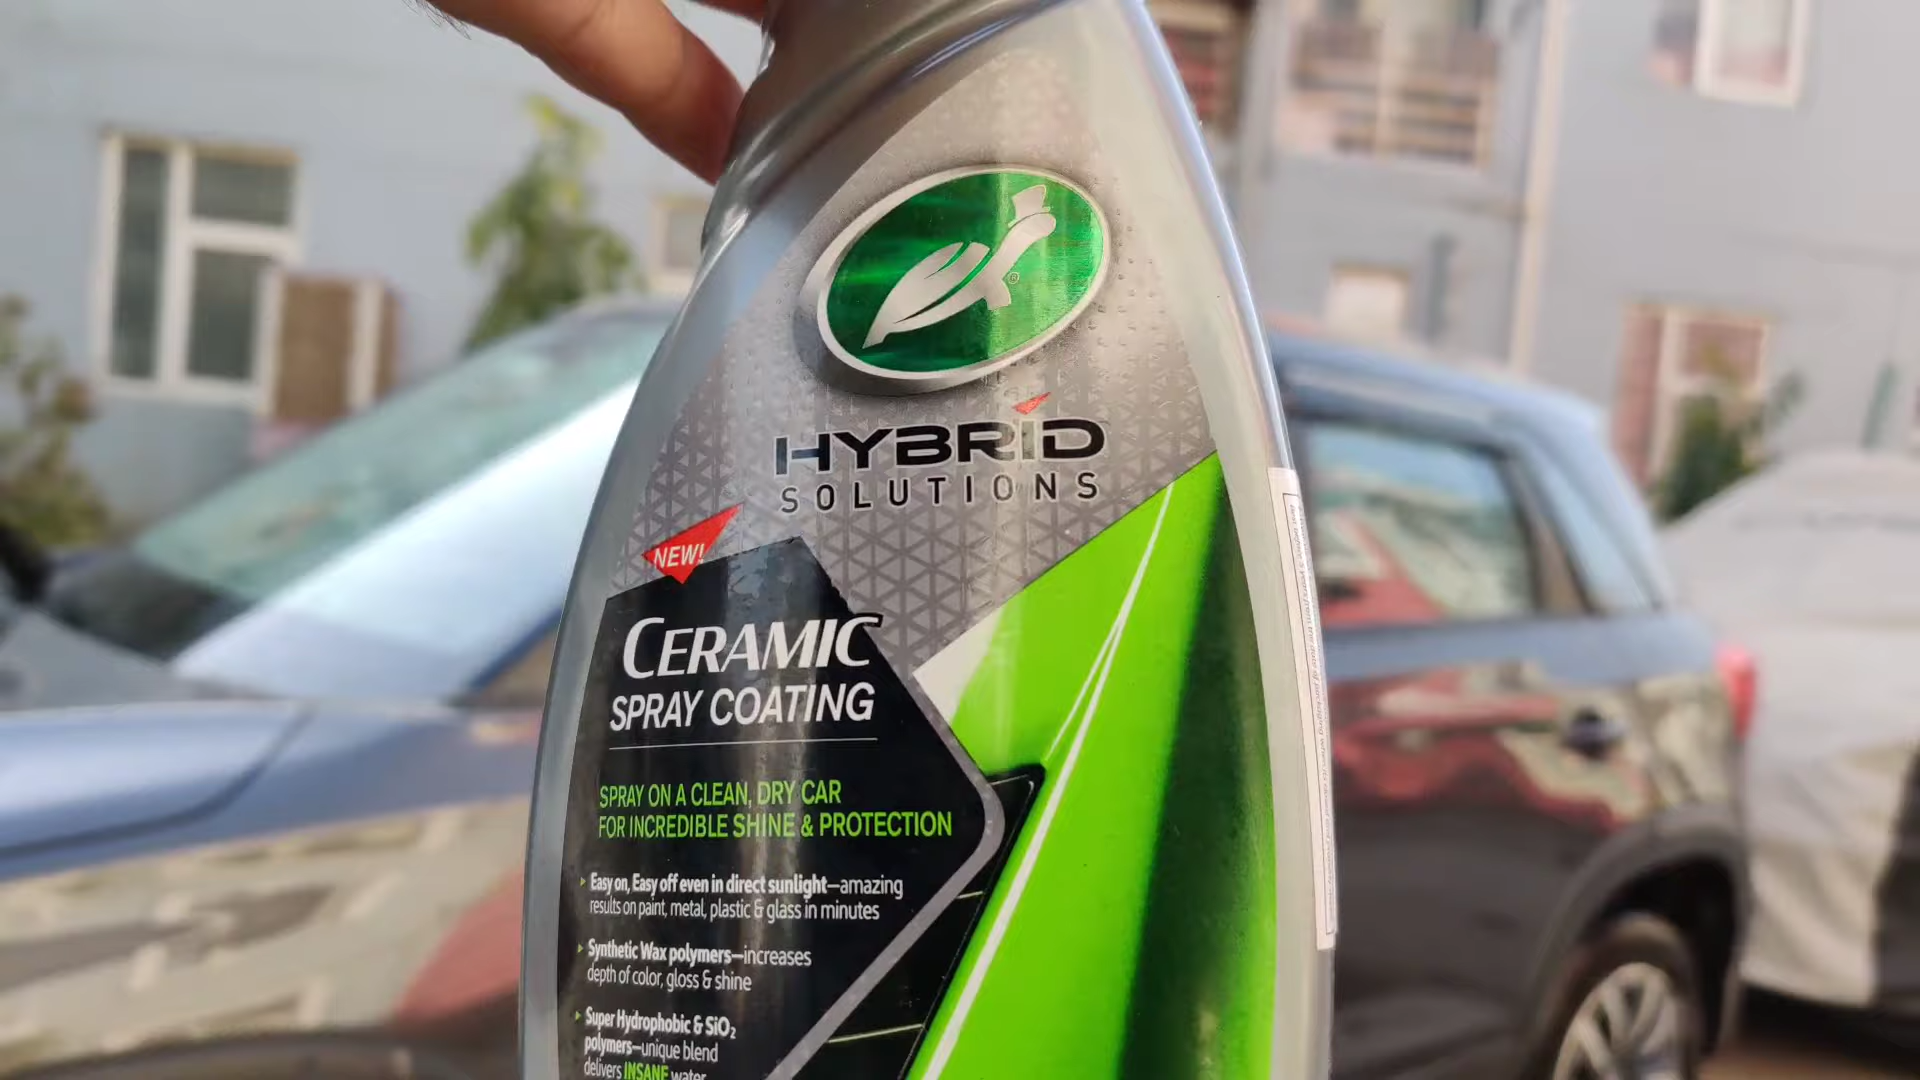 HYBRID
SOLUTIONS
NEW!
CERAMIC
SPRAY COATING
SPRAY ON A CLEAN, DRY CAR
FOR INCREDIBLE SHINE & PROTECTION
Easy on, Easy off even in direct sunlight—amazing
results on paint, metal, plastic & glass in minutes
Synthetic Wax polymers—increases
depth of color, gloss & shine
Super Hydrophobic & SiO₂
polymers—unique blend
delivers INSANE water